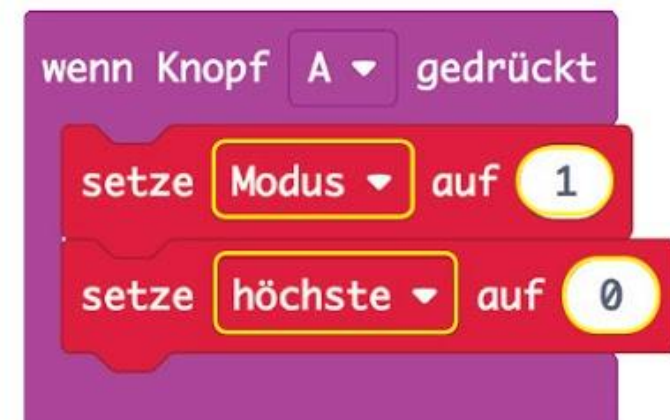 wenn Knopf A gedrückt
setze Modus auf 1
setze höchste auf 0